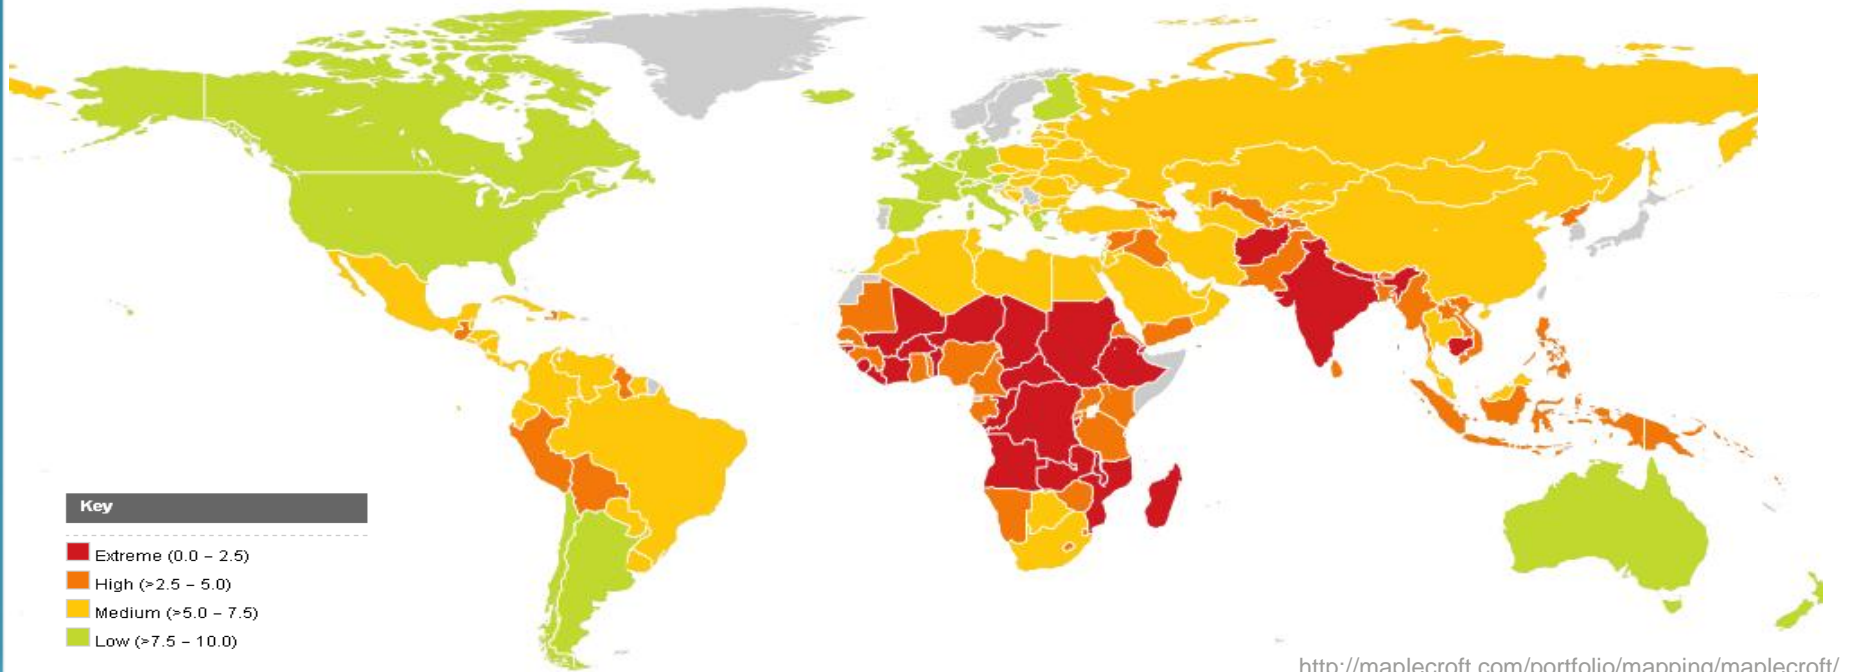 Key
Extreme (0.0 – 2.5)
High (>2.5 – 5.0)
Medium (>5.0 – 7.5)
Low (>7.5 – 10.0)
http://maplecroft.com/portfolio/mapping/maplecroft/